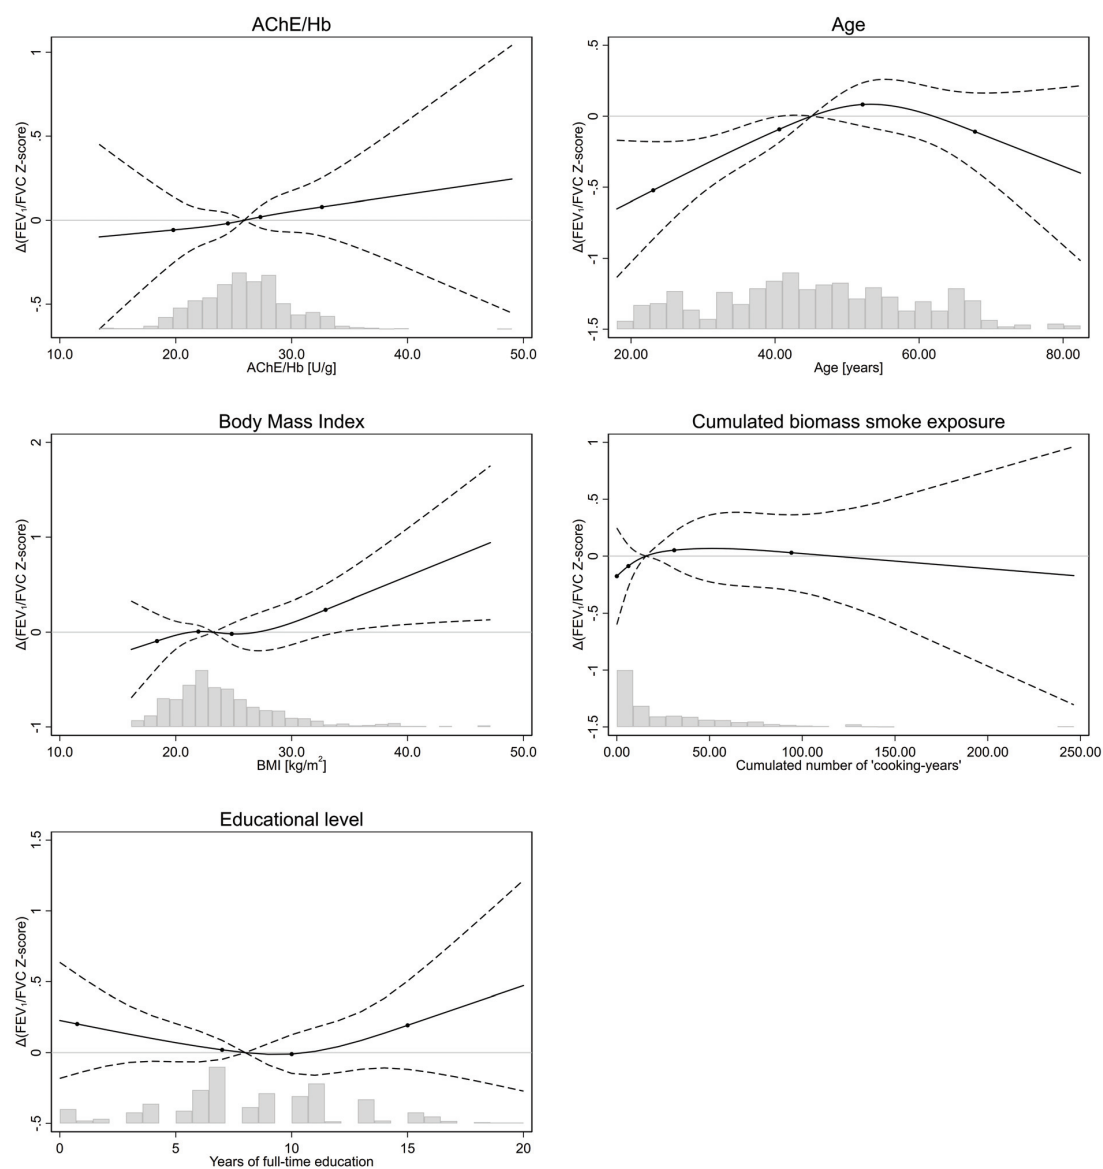 AChE/Hb
Δ(FEV₁/FVC Z-score)
1
.5
0
-.5
10.0 20.0 30.0 40.0 50.0
AChE/Hb [U/g]
Age
Δ(FEV₁/FVC Z-score)
.5
0
-.5
-1
-1.5
20.00 40.00 60.00 80.00
Age [years]
Body Mass Index
Δ(FEV₁/FVC Z-score)
2
1
0
-1
10.0 20.0 30.0 40.0 50.0
BMI [kg/m²]
Cumulated biomass smoke exposure
Δ(FEV₁/FVC Z-score)
1
.5
0
-.5
-1
-1.5
0.00 50.00 100.00 150.00 200.00 250.00
Cumulated number of 'cooking-years'
Educational level
Δ(FEV₁/FVC Z-score)
1.5
1
.5
0
-.5
0 5 10 15 20
Years of full-time education